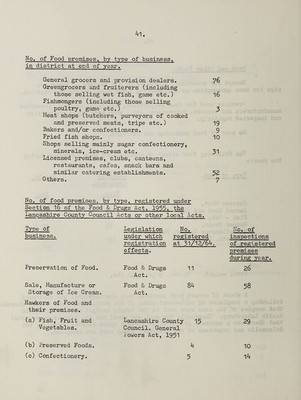 41.
No. of Food premises, by type of business,
in district at end of year.
General grocers and provision dealers. 76
Greengrocers and fruiterers (including
those selling wet fish, game etc.) 16
Fishmongers (including those selling
poultry, game etc.) 3
Meat shops (butchers, purveyors of cooked
and preserved meats, tripe etc.) 19
Bakers and/or confectioners. 9
Fried fish shops. 10
Shops selling mainly sugar confectionery,
minerals, ice-cream etc. 31
Licensed premises, clubs, canteens,
restaurants, cafes, snack bars and
similar catering establishments. 52
Others. 7
No. of food premises, by type, registered under
Section 16 of the Food & Drugs Act, 1955, the
Lancashire County Council Acts or other local Acts.
Type of Legislation No. No. of
business. under which registered inspections
registration at 31/12/64. of registered
effects. premises
during year.
Preservation of Food. Food & Drugs 11 26
Act.
Sale, Manufacture or Food & Drugs 84 58
Storage of Ice Cream. Act.
Hawkers of Food and
their premises.
(a) Fish, Fruit and Lancashire County 15 29
Vegetables. Council. General
Powers Act, 1951
(b) Preserved Foods. 4 10
(c) Confectionery. 5 14